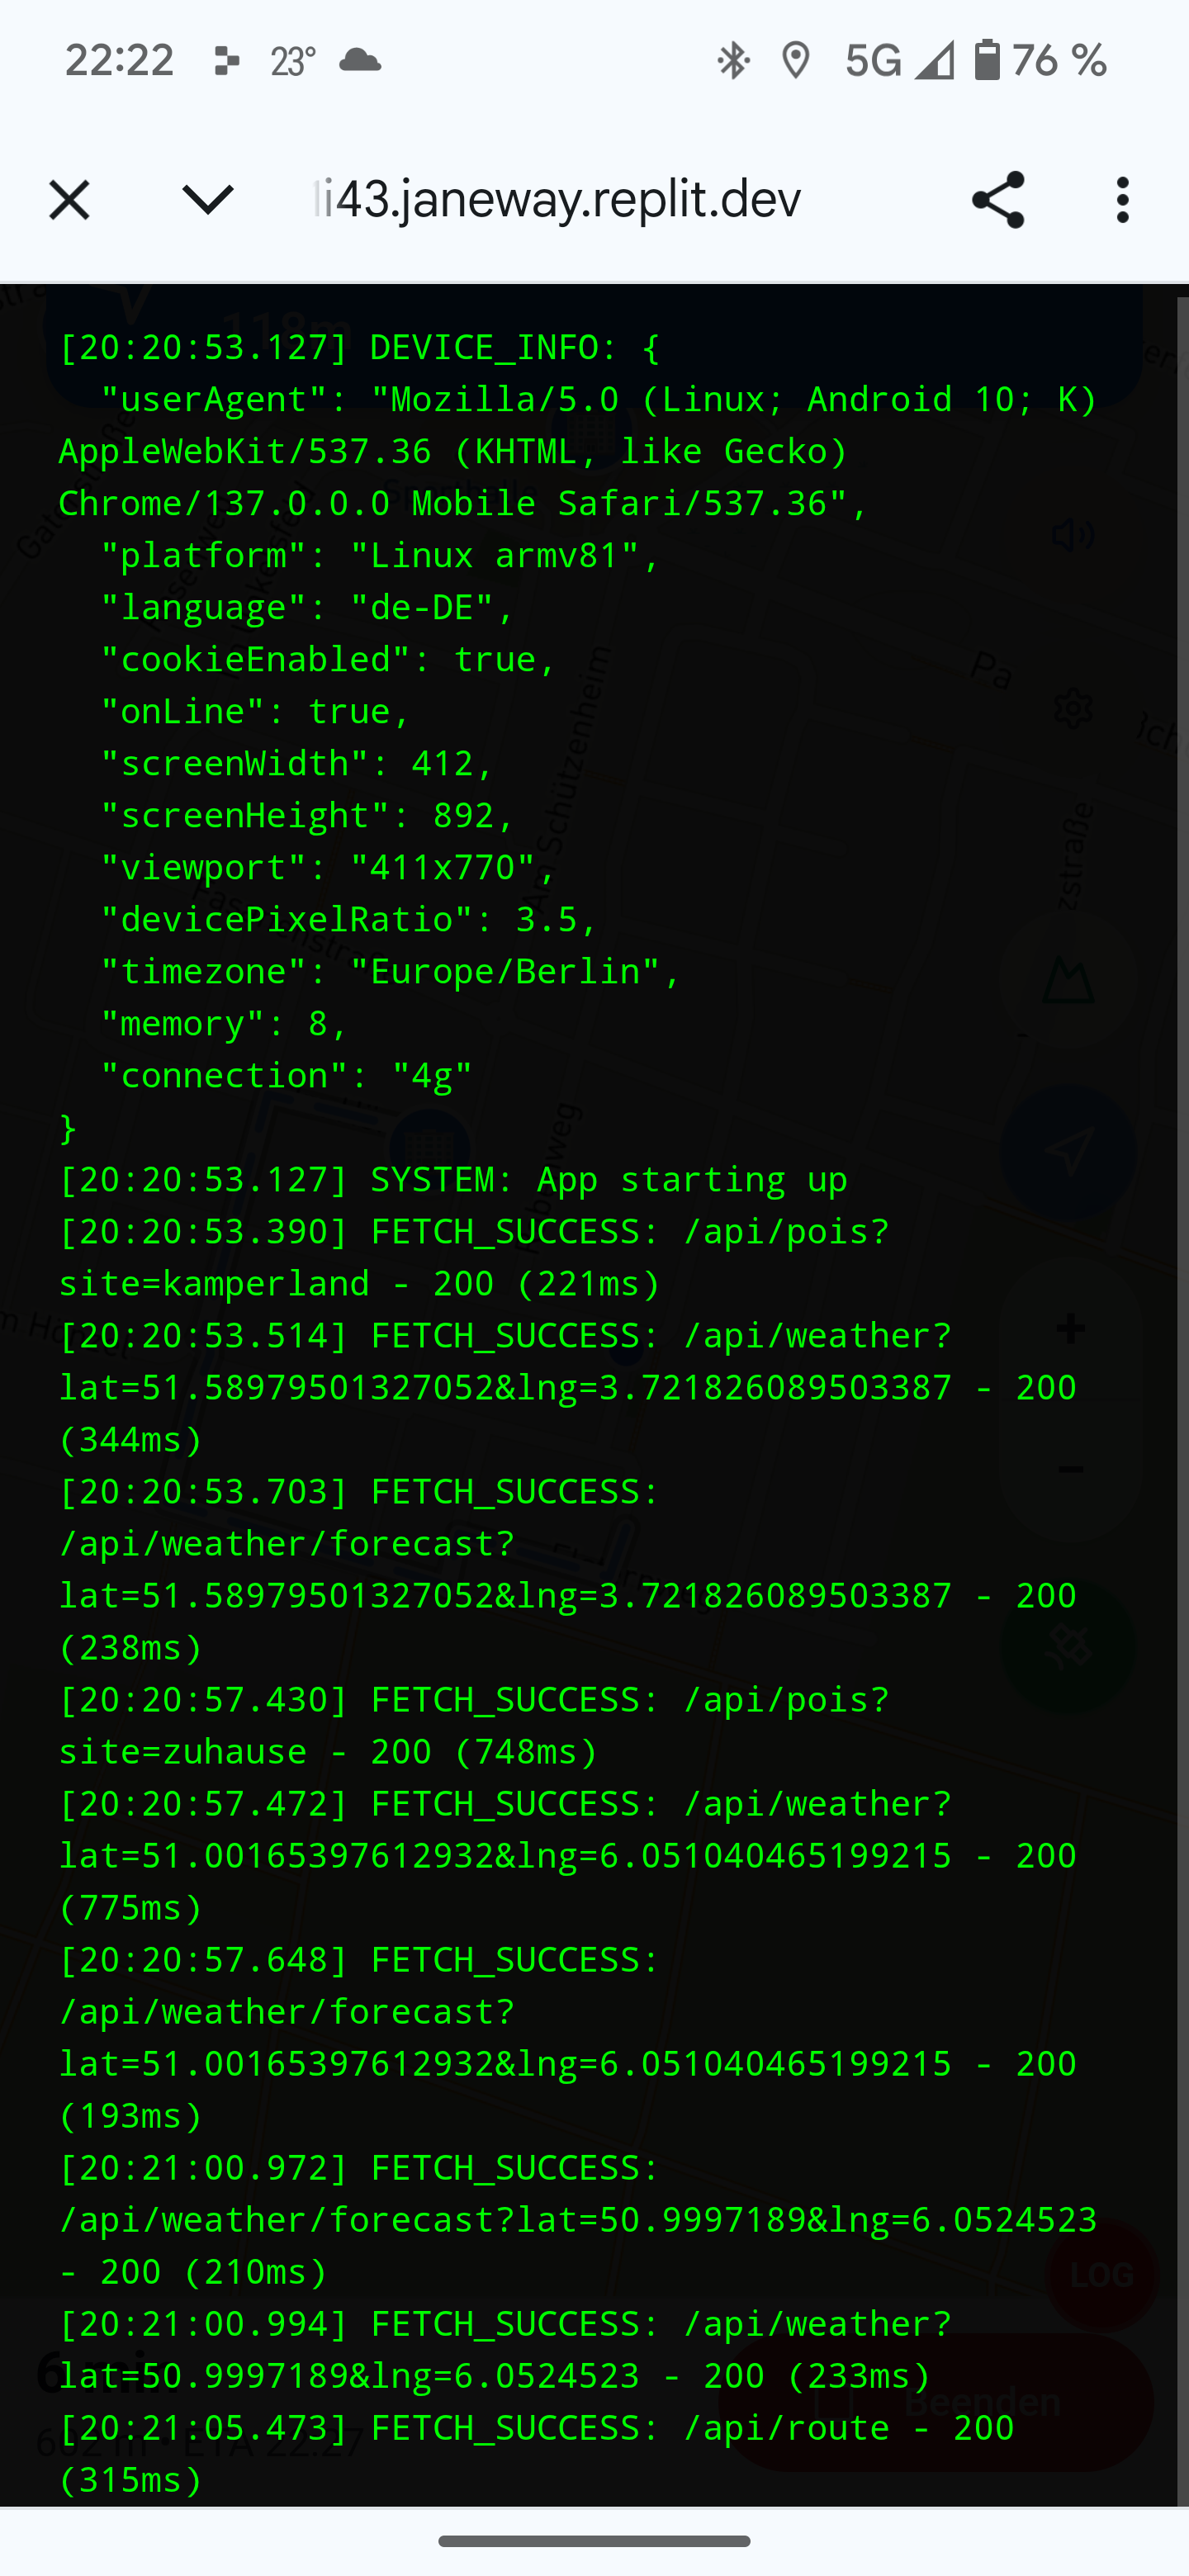 22:22 23° 5G 76 %
li43.janeway.replit.dev
118m
[20:20:53.127] DEVICE_INFO: {
"userAgent": "Mozilla/5.0 (Linux; Android 10; K)
AppleWebKit/537.36 (KHTML, like Gecko)
Chrome/137.0.0.0 Mobile Safari/537.36",
"platform": "Linux armv81",
"language": "de-DE",
"cookieEnabled": true,
"onLine": true,
"screenWidth": 412,
"screenHeight": 892,
"viewport": "411x770",
"devicePixelRatio": 3.5,
"timezone": "Europe/Berlin",
"memory": 8,
"connection": "4g"
}
[20:20:53.127] SYSTEM: App starting up
[20:20:53.390] FETCH_SUCCESS: /api/pois?
site=kamperland - 200 (221ms)
[20:20:53.514] FETCH_SUCCESS: /api/weather?
lat=51.58979501327052&lng=3.721826089503387 - 200
(344ms)
[20:20:53.703] FETCH_SUCCESS:
/api/weather/forecast?
lat=51.58979501327052&lng=3.721826089503387 - 200
(238ms)
[20:20:57.430] FETCH_SUCCESS: /api/pois?
site=zuhause - 200 (748ms)
[20:20:57.472] FETCH_SUCCESS: /api/weather?
lat=51.00165397612932&lng=6.051040465199215 - 200
(775ms)
[20:20:57.648] FETCH_SUCCESS:
/api/weather/forecast?
lat=51.00165397612932&lng=6.051040465199215 - 200
(193ms)
[20:21:00.972] FETCH_SUCCESS:
/api/weather/forecast?lat=50.9997189&lng=6.0524523
- 200 (210ms)
[20:21:00.994] FETCH_SUCCESS: /api/weather?
lat=50.9997189&lng=6.0524523 - 200 (233ms)
[20:21:05.473] FETCH_SUCCESS: /api/route - 200
(315ms)
Am Schützenheim
Pa
zstraße
LOG
Beenden
ETA 22:27